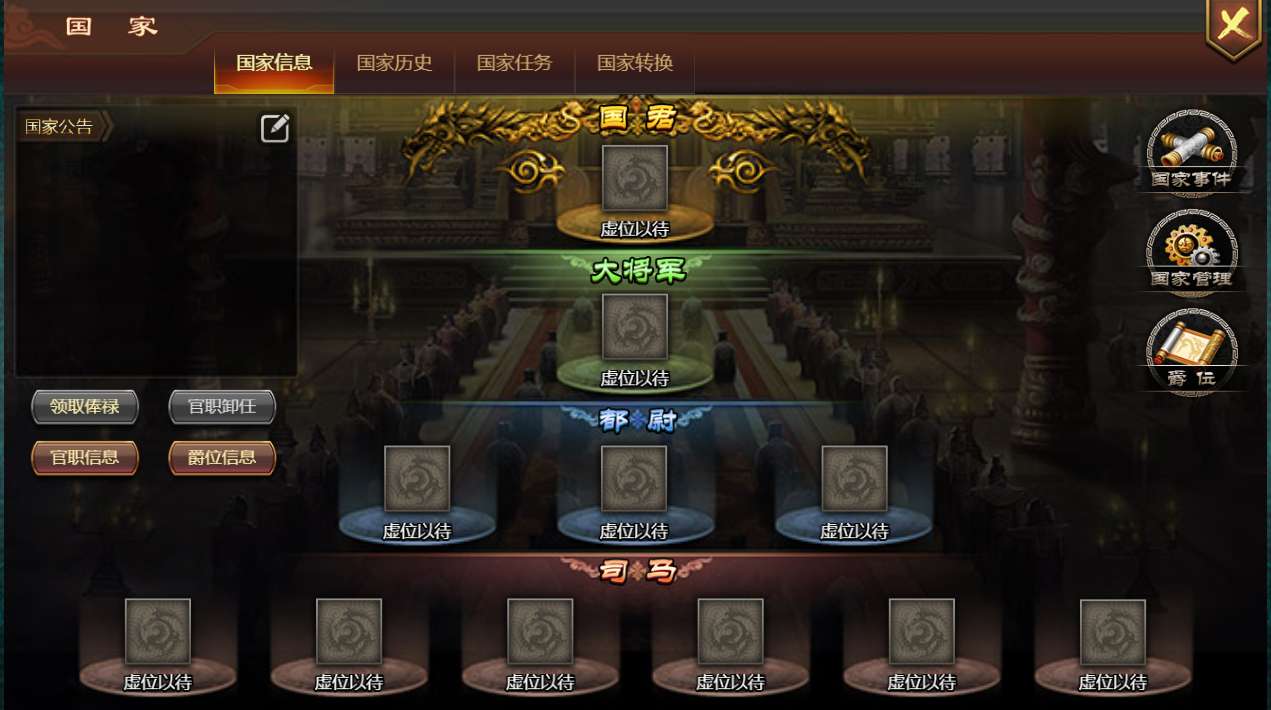 国 家
国家信息
国家历史
国家任务
国家转换
国家公告
国君
虚位以待
大将军
虚位以待
都尉
虚位以待
虚位以待
虚位以待
司马
虚位以待
虚位以待
虚位以待
虚位以待
虚位以待
虚位以待
领取俸禄
官职卸任
官职信息
爵位信息
国家事件
国家管理
爵位